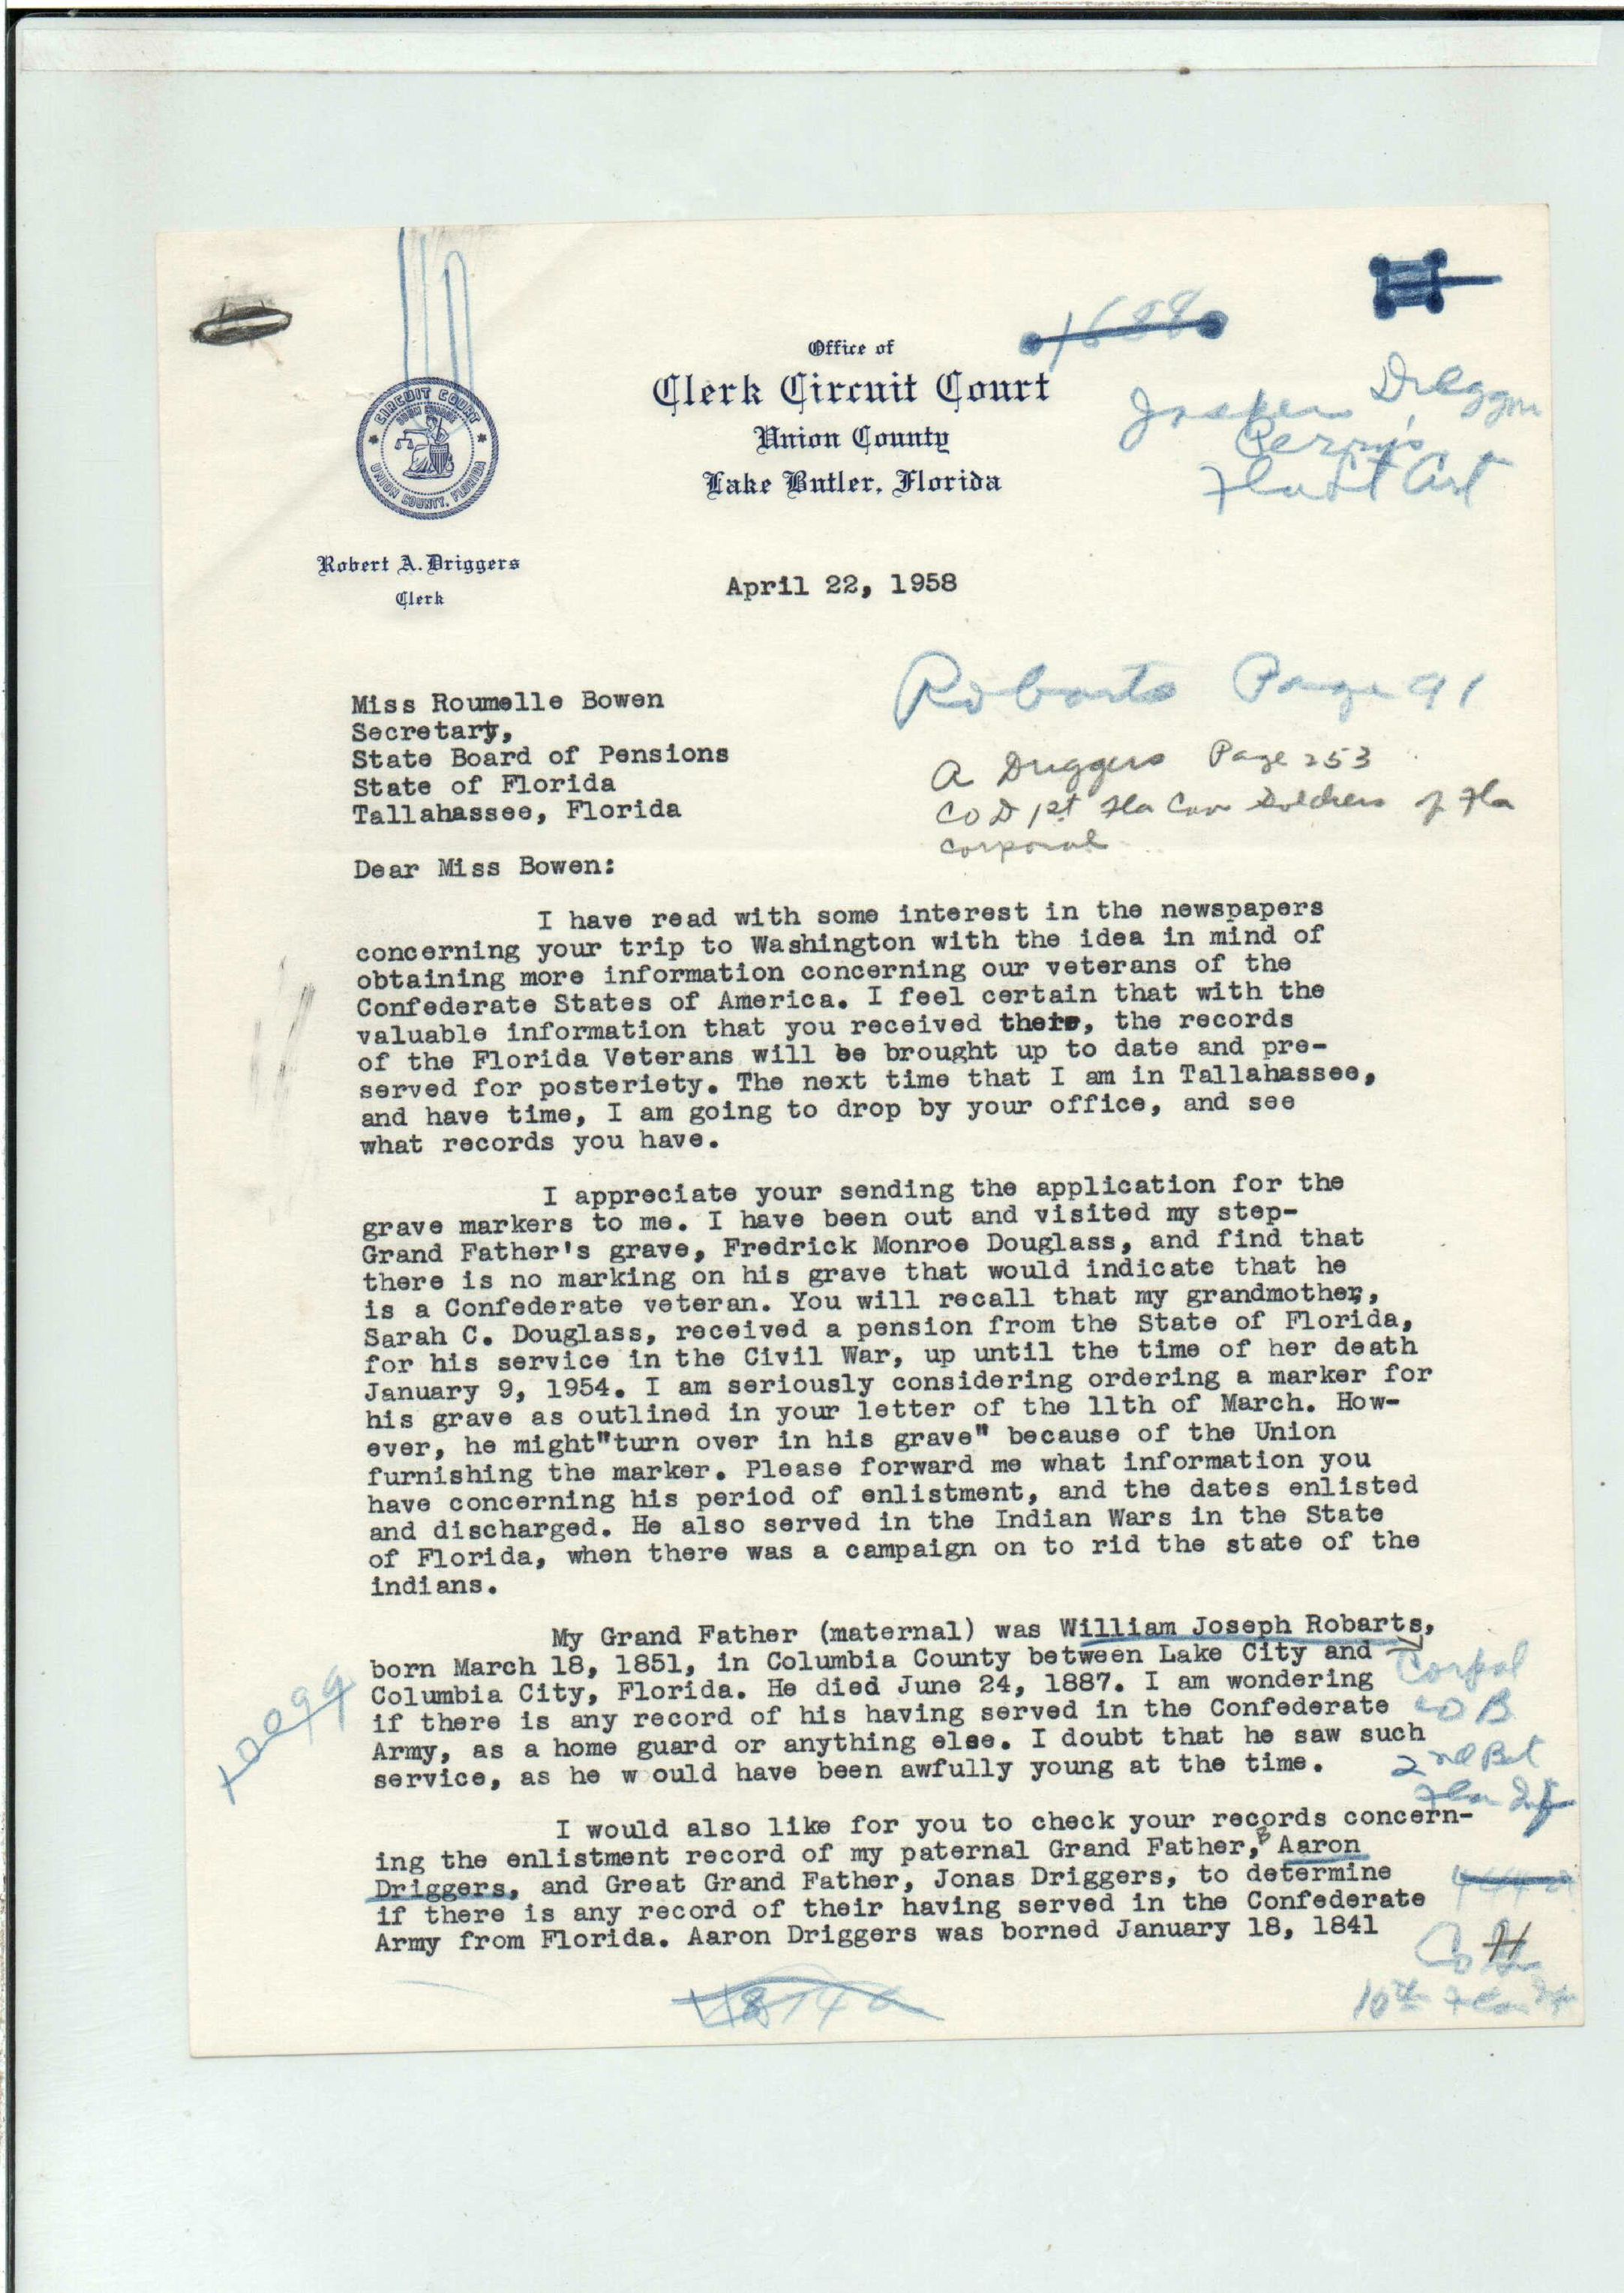 Office of
Clerk Circuit Court
Union County
Lake Butler, Florida
CIRCUIT COURT
UNION COUNTY, FLORIDA
Robert A. Driggers
Clerk
Driggers
Perry's
April 22, 1958
Robarts Page 91
Miss Roumelle Bowen
Secretary,
State Board of Pensions
State of Florida
Tallahassee, Florida
A Driggers Page 253
Co D 1st Fla Cav Soldiers of Fla
corporal
Dear Miss Bowen:
I have read with some interest in the newspapers
concerning your trip to Washington with the idea in mind of
obtaining more information concerning our veterans of the
Confederate States of America. I feel certain that with the
valuable information that you received there, the records
of the Florida Veterans will be brought up to date and pre-
served for posteriety. The next time that I am in Tallahassee,
and have time, I am going to drop by your office, and see
what records you have.
I appreciate your sending the application for the
grave markers to me. I have been out and visited my step-
Grand Father's grave, Fredrick Monroe Douglass, and find that
there is no marking on his grave that would indicate that he
is a Confederate veteran. You will recall that my grandmother,
Sarah C. Douglass, received a pension from the State of Florida,
for his service in the Civil War, up until the time of her death
January 9, 1954. I am seriously considering ordering a marker for
his grave as outlined in your letter of the 11th of March. How-
ever, he might"turn over in his grave" because of the Union
furnishing the marker. Please forward me what information you
have concerning his period of enlistment, and the dates enlisted
and discharged. He also served in the Indian Wars in the State
of Florida, when there was a campaign on to rid the state of the
indians.
My Grand Father (maternal) was William Joseph Robarts,
born March 18, 1851, in Columbia County between Lake City and
Columbia City, Florida. He died June 24, 1887. I am wondering
if there is any record of his having served in the Confederate
Army, as a home guard or anything else. I doubt that he saw such
service, as he w ould have been awfully young at the time.
Corpal
Co B
2nd Bat
Fla Inf
I would also like for you to check your records concern-
ing the enlistment record of my paternal Grand Father, Aaron
Driggers, and Great Grand Father, Jonas Driggers, to determine
if there is any record of their having served in the Confederate
Army from Florida. Aaron Driggers was borned January 18, 1841
Co H
10th Fla Inf